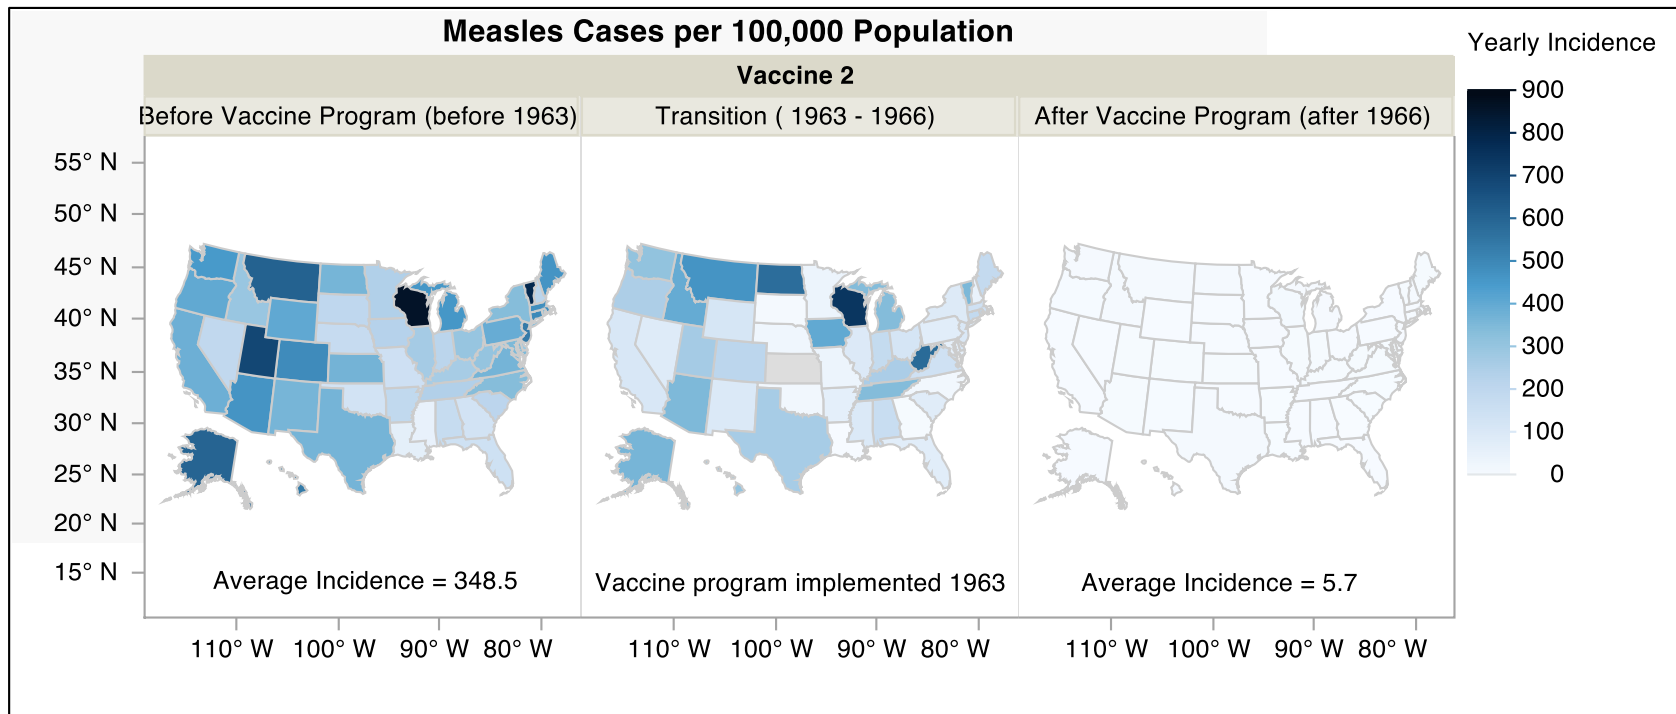 Measles Cases per 100,000 Population
Yearly Incidence
Vaccine 2
Before Vaccine Program (before 1963)
Transition ( 1963 - 1966)
After Vaccine Program (after 1966)
900
800
700
600
500
400
300
200
100
0
55° N
50° N
45° N
40° N
35° N
30° N
25° N
20° N
15° N
Average Incidence = 348.5
Vaccine program implemented 1963
Average Incidence = 5.7
110° W 100° W 90° W 80° W
110° W 100° W 90° W 80° W
110° W 100° W 90° W 80° W